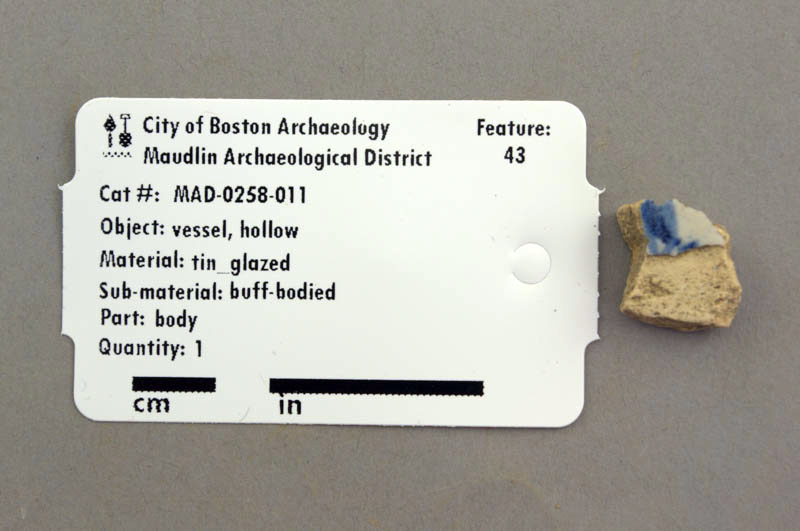 City of Boston Archaeology
Maudlin Archaeological District
Feature:
43
Cat #: MAD-0258-011
Object: vessel, hollow
Material: tin_glazed
Sub-material: buff-bodied
Part: body
Quantity: 1
cm in